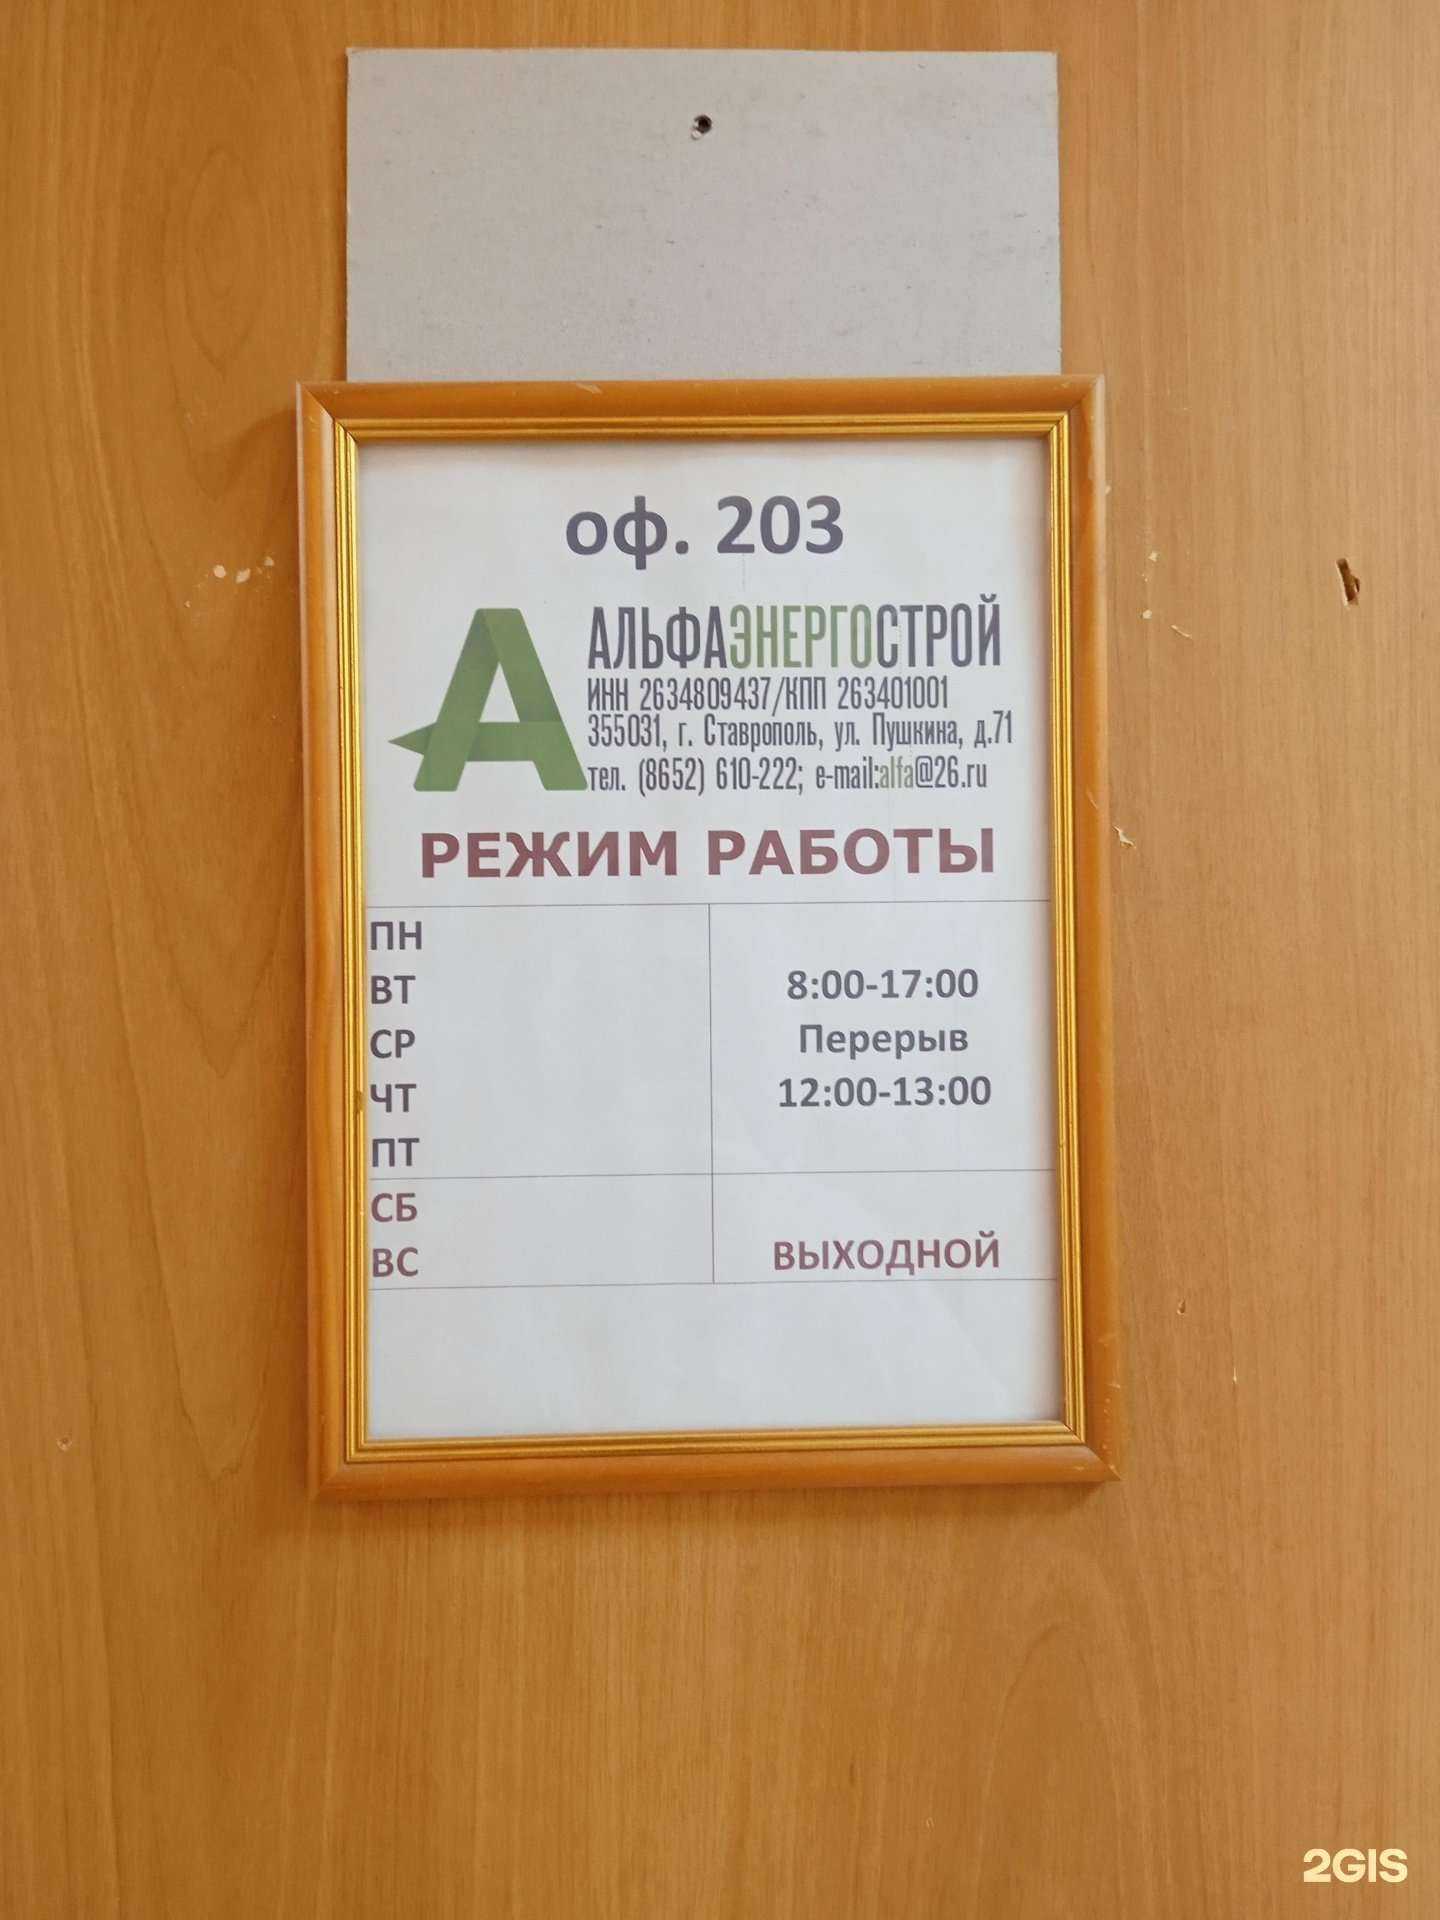 оф. 203
АЛЬФАЭНЕРГОСТРОЙ
ИНН 2634809437/КПП 263401001
355031, г. Ставрополь, ул. Пушкина, д.71
тел. (8652) 610-222; e-mail:alfa@26.ru
РЕЖИМ РАБОТЫ
ПН
ВТ
СР
ЧТ
ПТ
8:00-17:00
Перерыв
12:00-13:00
СБ
ВС
ВЫХОДНОЙ
2GIS